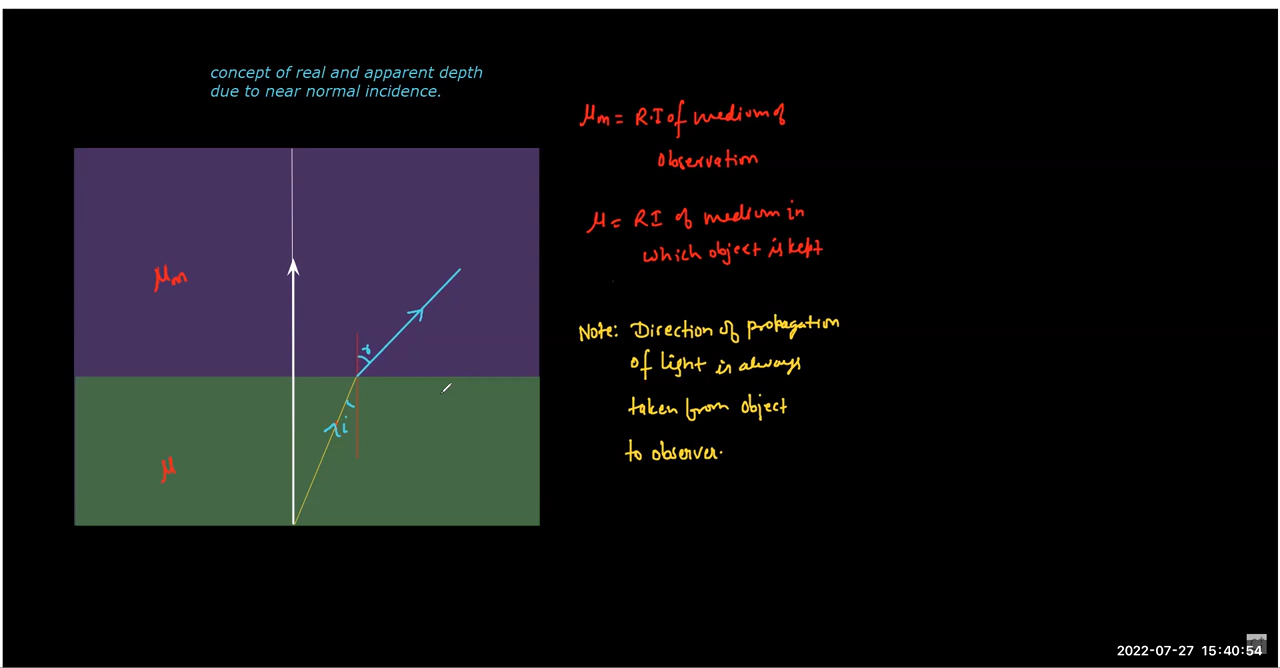 concept of real and apparent depth
due to near normal incidence.
μm = R.I of medium of
observation
μ = RI of medium in
which object is kept
μm
r
i
μ
Note: Direction of propagation
of light is always
taken from object
to observer.
2022-07-27 15:40:54